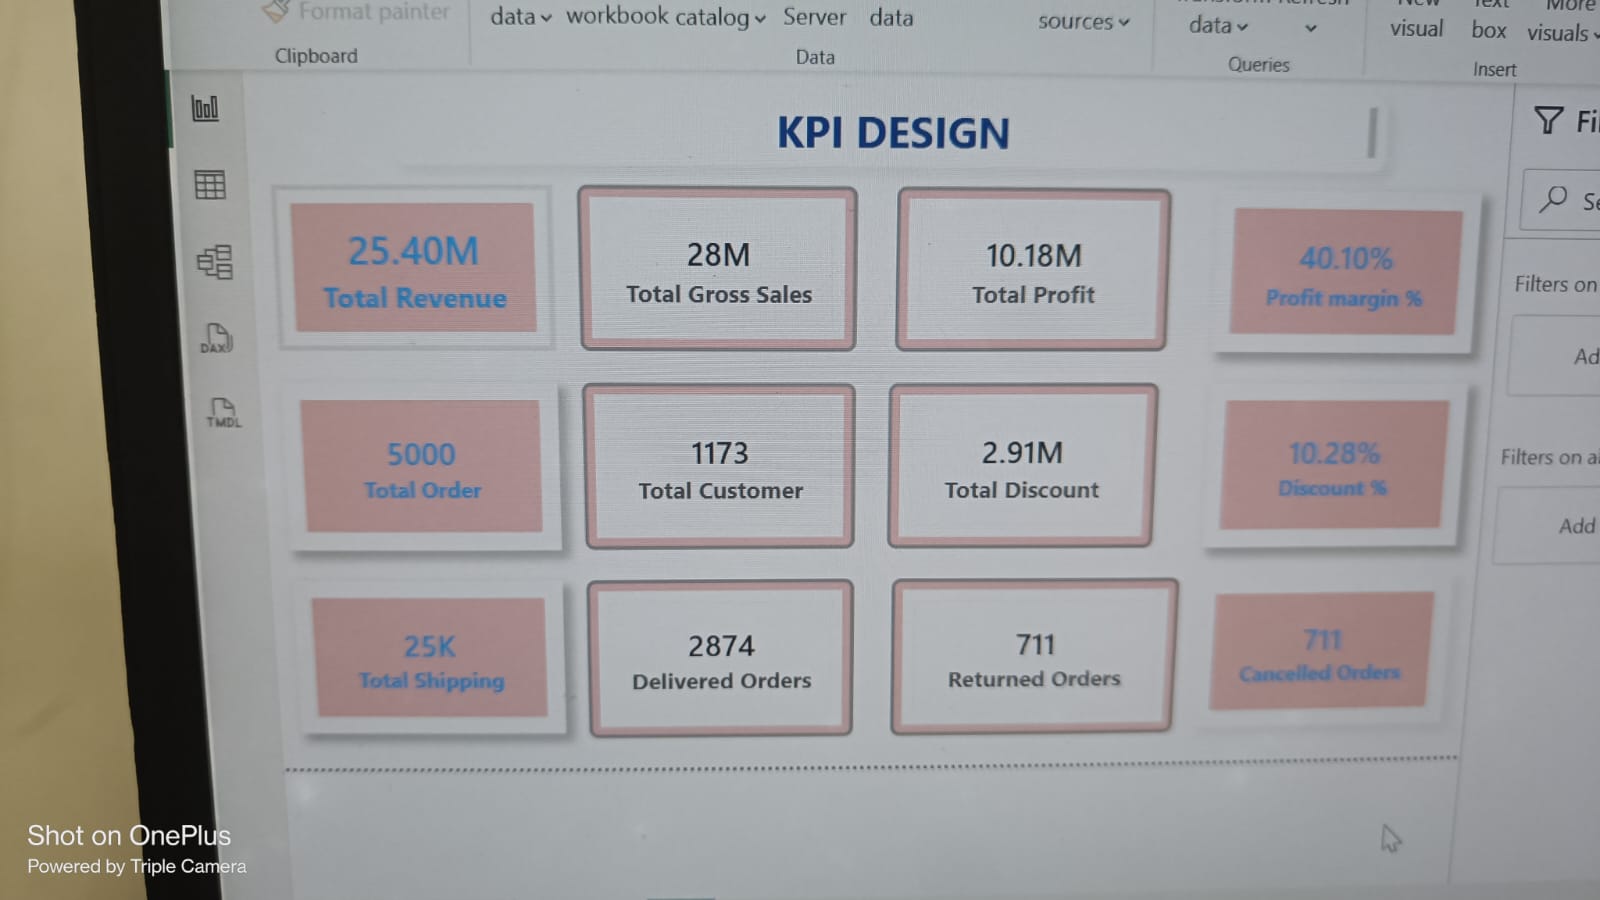 Format painter
data workbook catalog Server data
sources
data
visual box visuals
Clipboard
Data
Queries
Insert
KPI DESIGN
25.40M
Total Revenue
28M
Total Gross Sales
10.18M
Total Profit
40.10%
Profit margin %
5000
Total Order
1173
Total Customer
2.91M
Total Discount
10.28%
Discount %
25K
Total Shipping
2874
Delivered Orders
711
Returned Orders
711
Cancelled Orders
DAX
TMDL
Filters on
Filters on
Add
Shot on OnePlus
Powered by Triple Camera